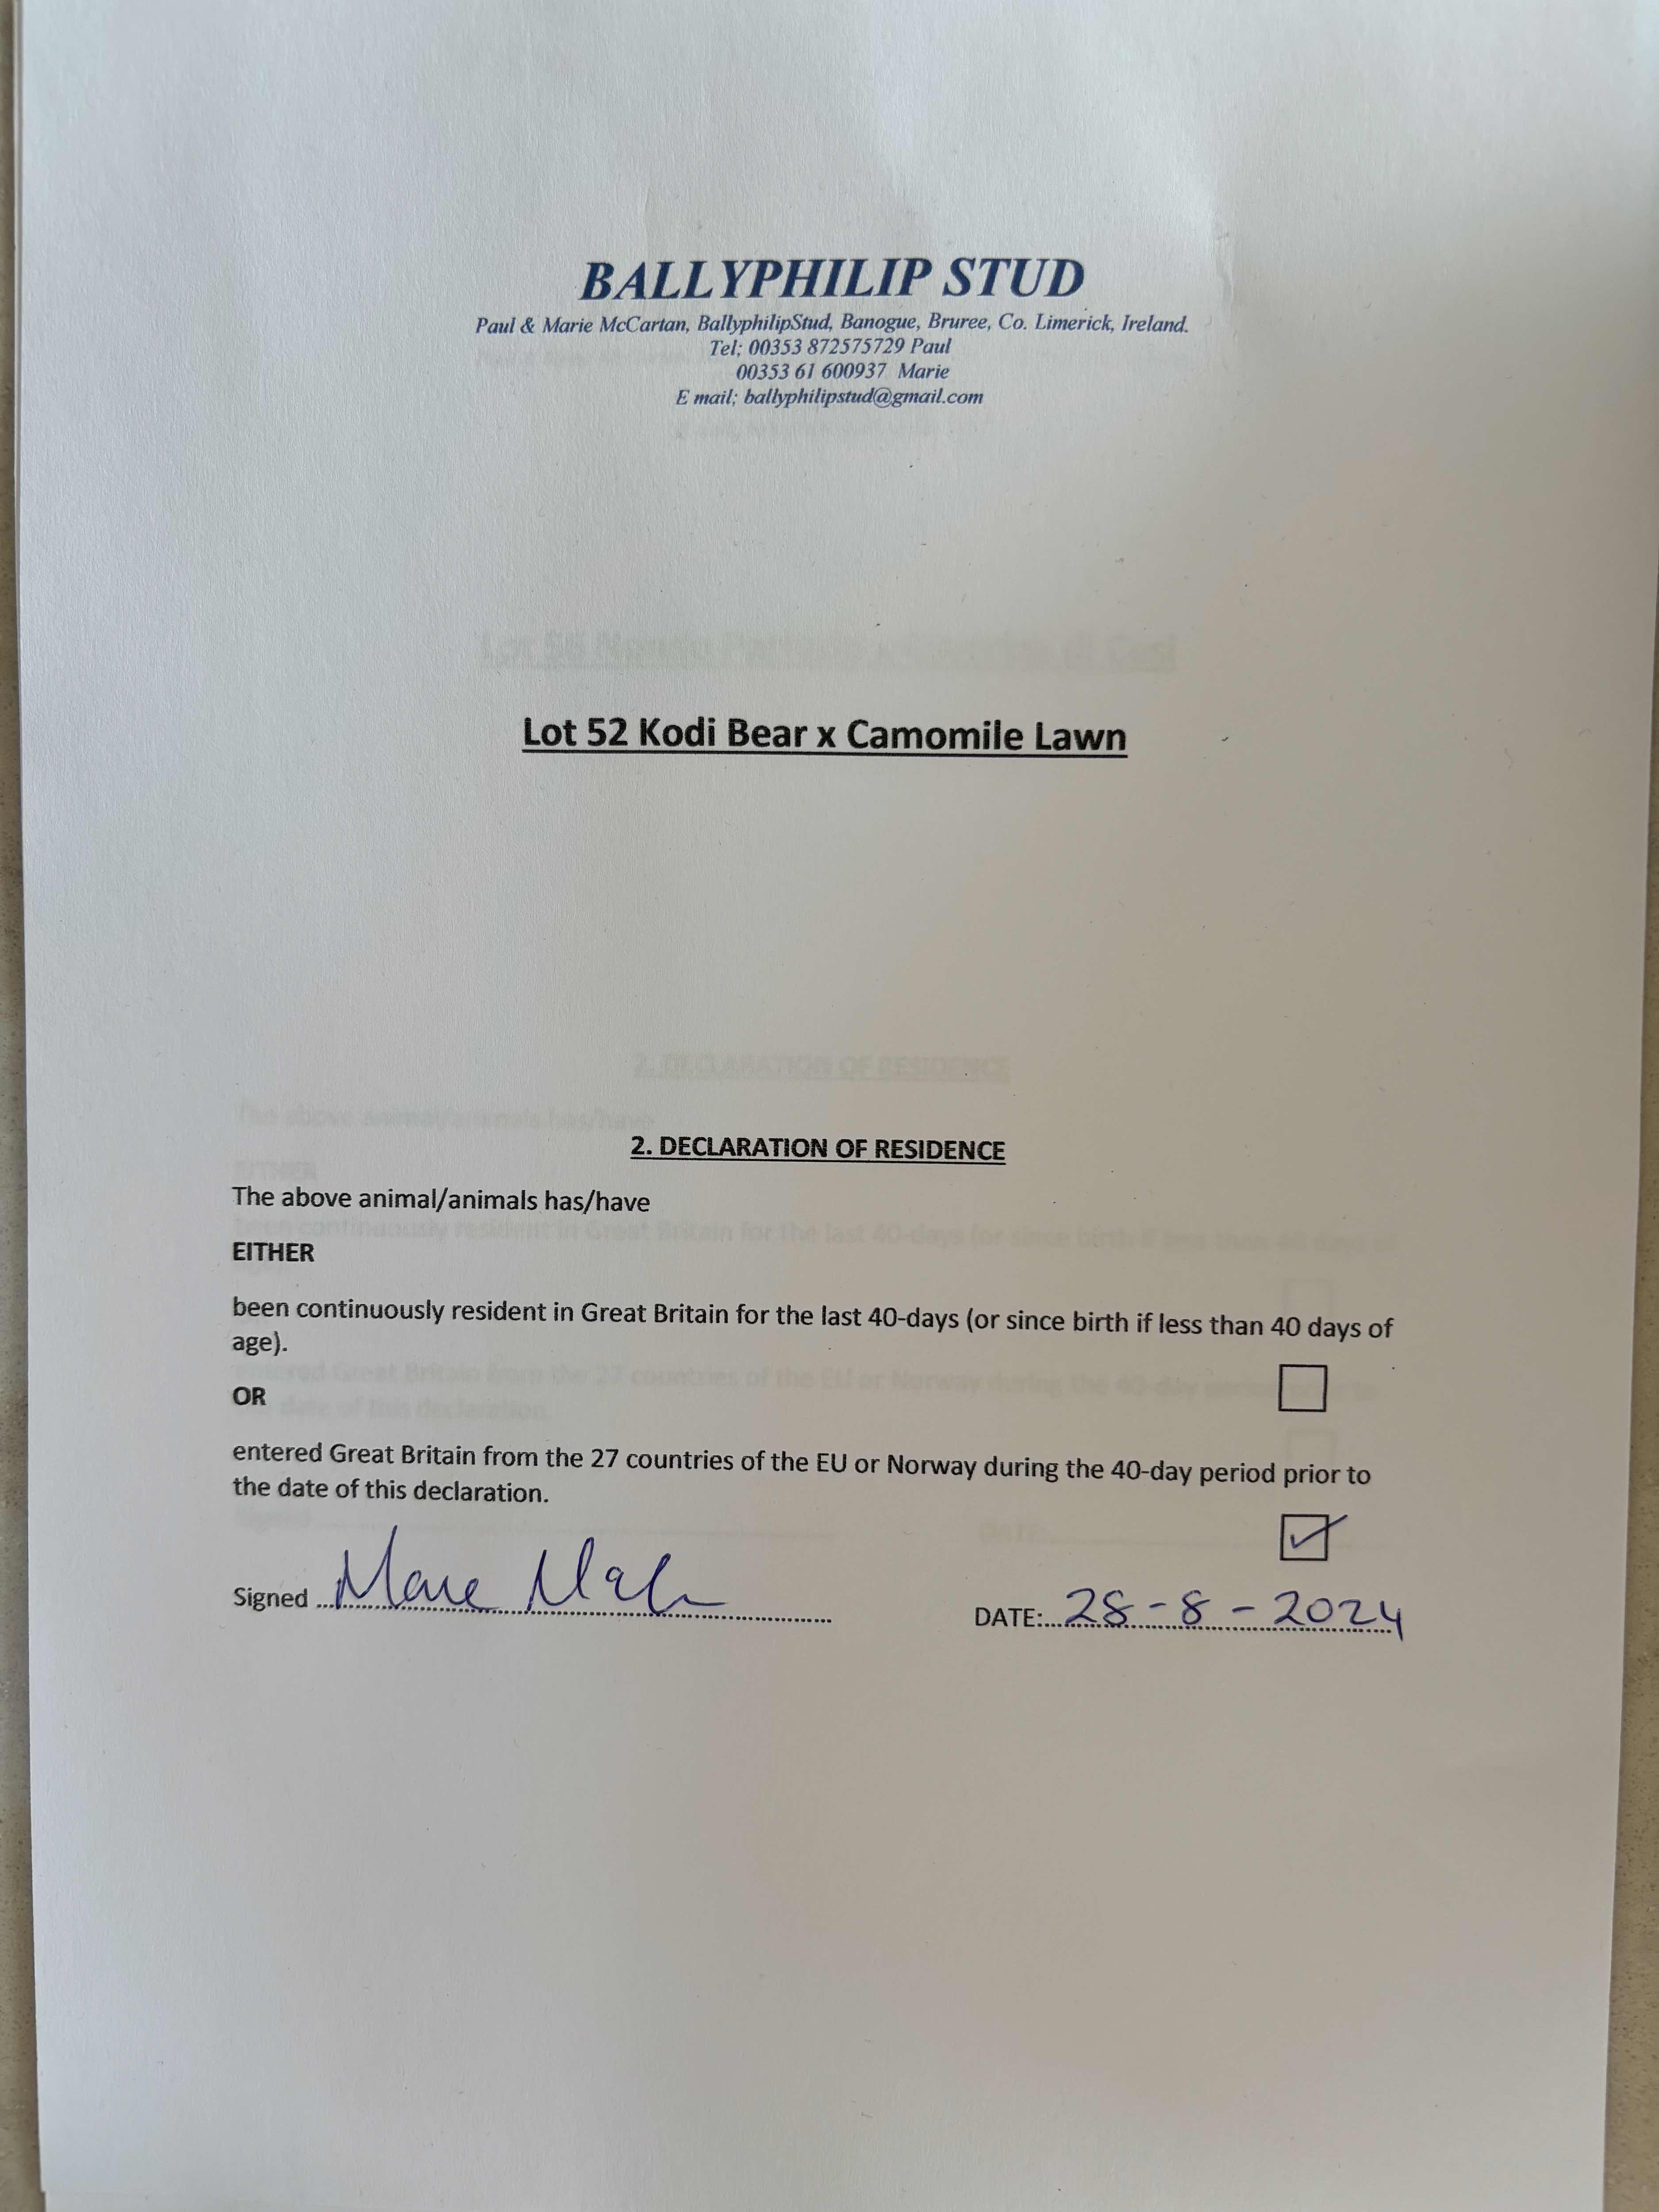 BALLYPHILIP STUD
Paul & Marie McCartan, BallyphilipStud, Banogue, Bruree, Co. Limerick, Ireland.
Tel; 00353 872575729 Paul
00353 61 600937 Marie
E mail; ballyphilipstud@gmail.com
Lot 52 Kodi Bear x Camomile Lawn
2. DECLARATION OF RESIDENCE
The above animal/animals has/have
EITHER
been continuously resident in Great Britain for the last 40-days (or since birth if less than 40 days of
age).
OR
entered Great Britain from the 27 countries of the EU or Norway during the 40-day period prior to
the date of this declaration.
Signed
DATE: 28-8-2024